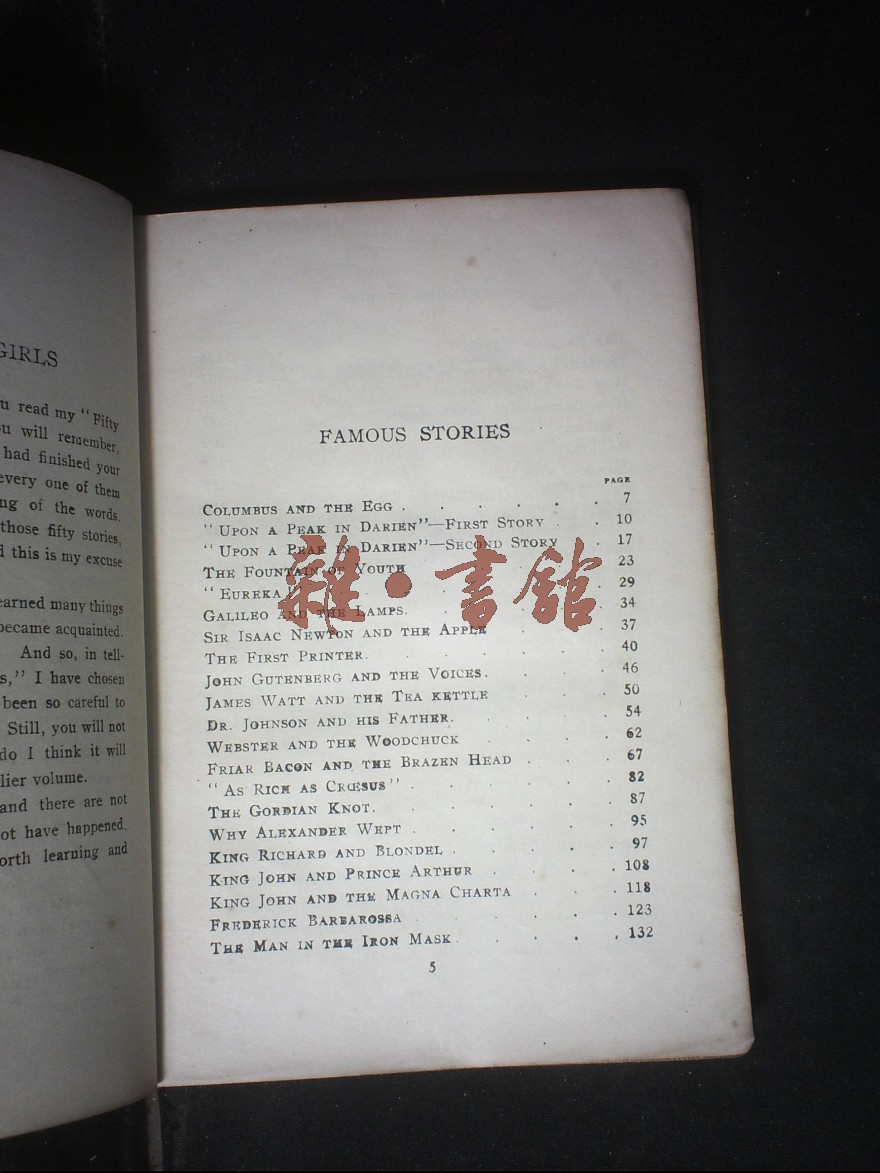 GIRLS
u read my "Fifty
u will remember,
had finished your
every one of them
ng of the words.
those fifty stories,
d this is my excuse
earned many things
became acquainted.
And so, in tell-
s," I have chosen
been so careful to
Still, you will not
do I think it will
lier volume.
and there are not
ot have happened.
orth learning and
FAMOUS STORIES
PAGE
COLUMBUS AND THE EGG . . . . . . 7
"UPON A PEAK IN DARIEN"—FIRST STORY . . 10
"UPON A PEAK IN DARIEN"—SECOND STORY . 17
THE FOUNTAIN OF YOUTH . . . 23
"EUREKA!" . . . 29
GALILEO AND THE LAMPS . . . . 34
SIR ISAAC NEWTON AND THE APPLE . . . 37
THE FIRST PRINTER . . . . . 40
JOHN GUTENBERG AND THE VOICES . . . . 46
JAMES WATT AND THE TEA KETTLE . . . 50
DR. JOHNSON AND HIS FATHER . . . . 54
WEBSTER AND THE WOODCHUCK . . . . 62
FRIAR BACON AND THE BRAZEN HEAD . . . 67
"AS RICH AS CRŒSUS" . . . . . 82
THE GORDIAN KNOT . . . . . 87
WHY ALEXANDER WEPT . . . . . 95
KING RICHARD AND BLONDEL . . . . 97
KING JOHN AND PRINCE ARTHUR . . . . 108
KING JOHN AND THE MAGNA CHARTA . . . 118
FREDERICK BARBAROSSA . . . . . 123
THE MAN IN THE IRON MASK . . . . . 132
5
雜·書館